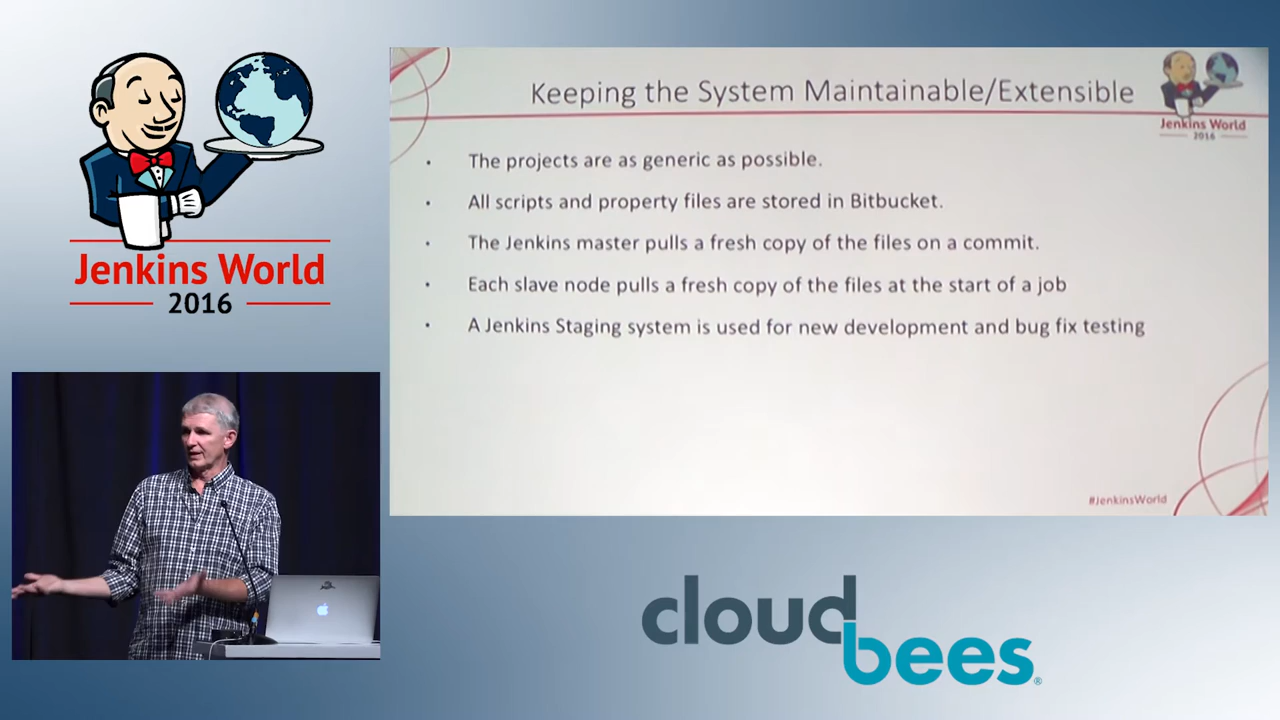 Jenkins World
2016
Keeping the System Maintainable/Extensible
Jenkins World
2016
The projects are as generic as possible.
All scripts and property files are stored in Bitbucket.
The Jenkins master pulls a fresh copy of the files on a commit.
Each slave node pulls a fresh copy of the files at the start of a job
A Jenkins Staging system is used for new development and bug fix testing
#JenkinsWorld
cloud
bees®